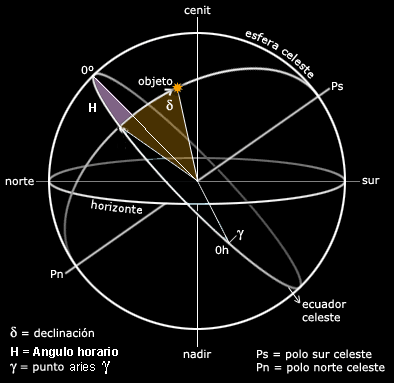 cenit
esfera celeste
0º
objeto
Ps
δ
H
norte
sur
horizonte
γ
0h
Pn
ecuador
celeste
δ = declinación
H = Angulo horario
γ = punto aries γ
nadir
Ps = polo sur celeste
Pn = polo norte celeste